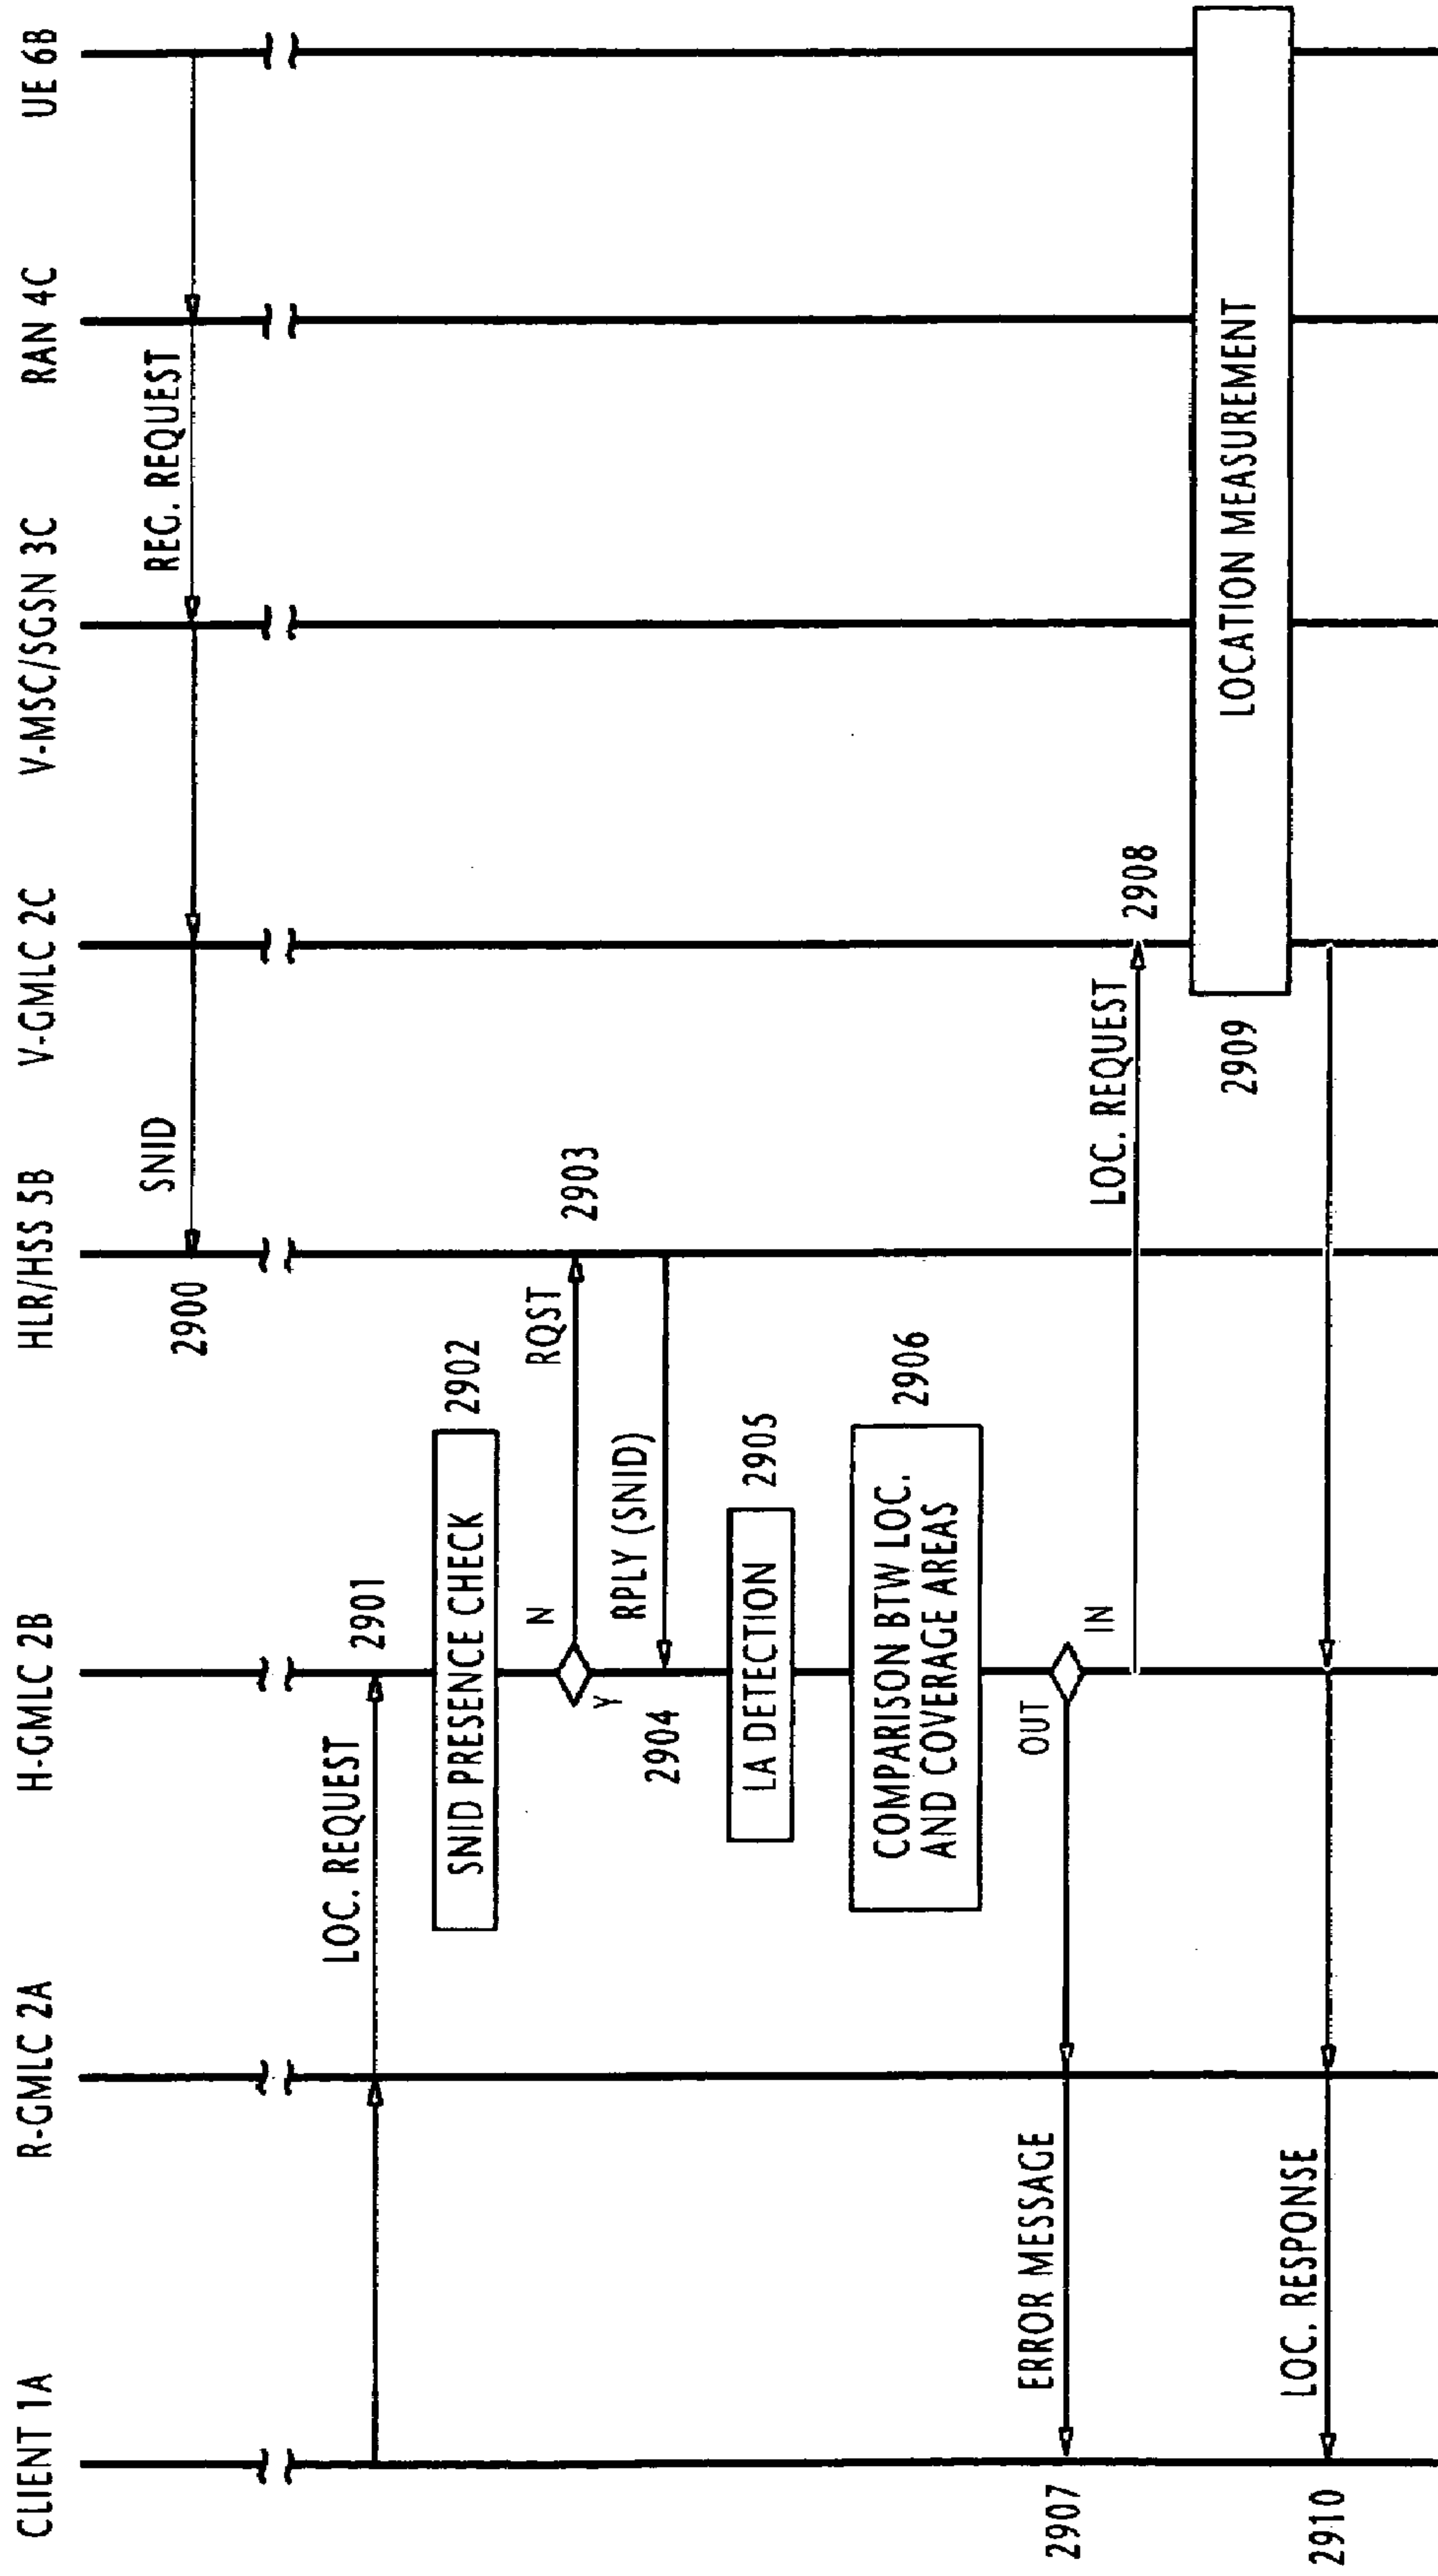 CLIENT 1A
R-GMLC 2A
H-GMLC 2B
HLR/HSS 5B
V-GMLC 2C
V-MSC/SGSN 3C
RAN 4C
UE 6B
SNID
REG. REQUEST
2900
LOC. REQUEST
2901
SNID PRESENCE CHECK
2902
N
RQST
2903
Y
RPLY (SNID)
2904
LA DETECTION
2905
COMPARISON BTW LOC.
AND COVERAGE AREAS
2906
OUT
IN
ERROR MESSAGE
2907
LOC. REQUEST
2908
2909
LOCATION MEASUREMENT
LOC. RESPONSE
2910